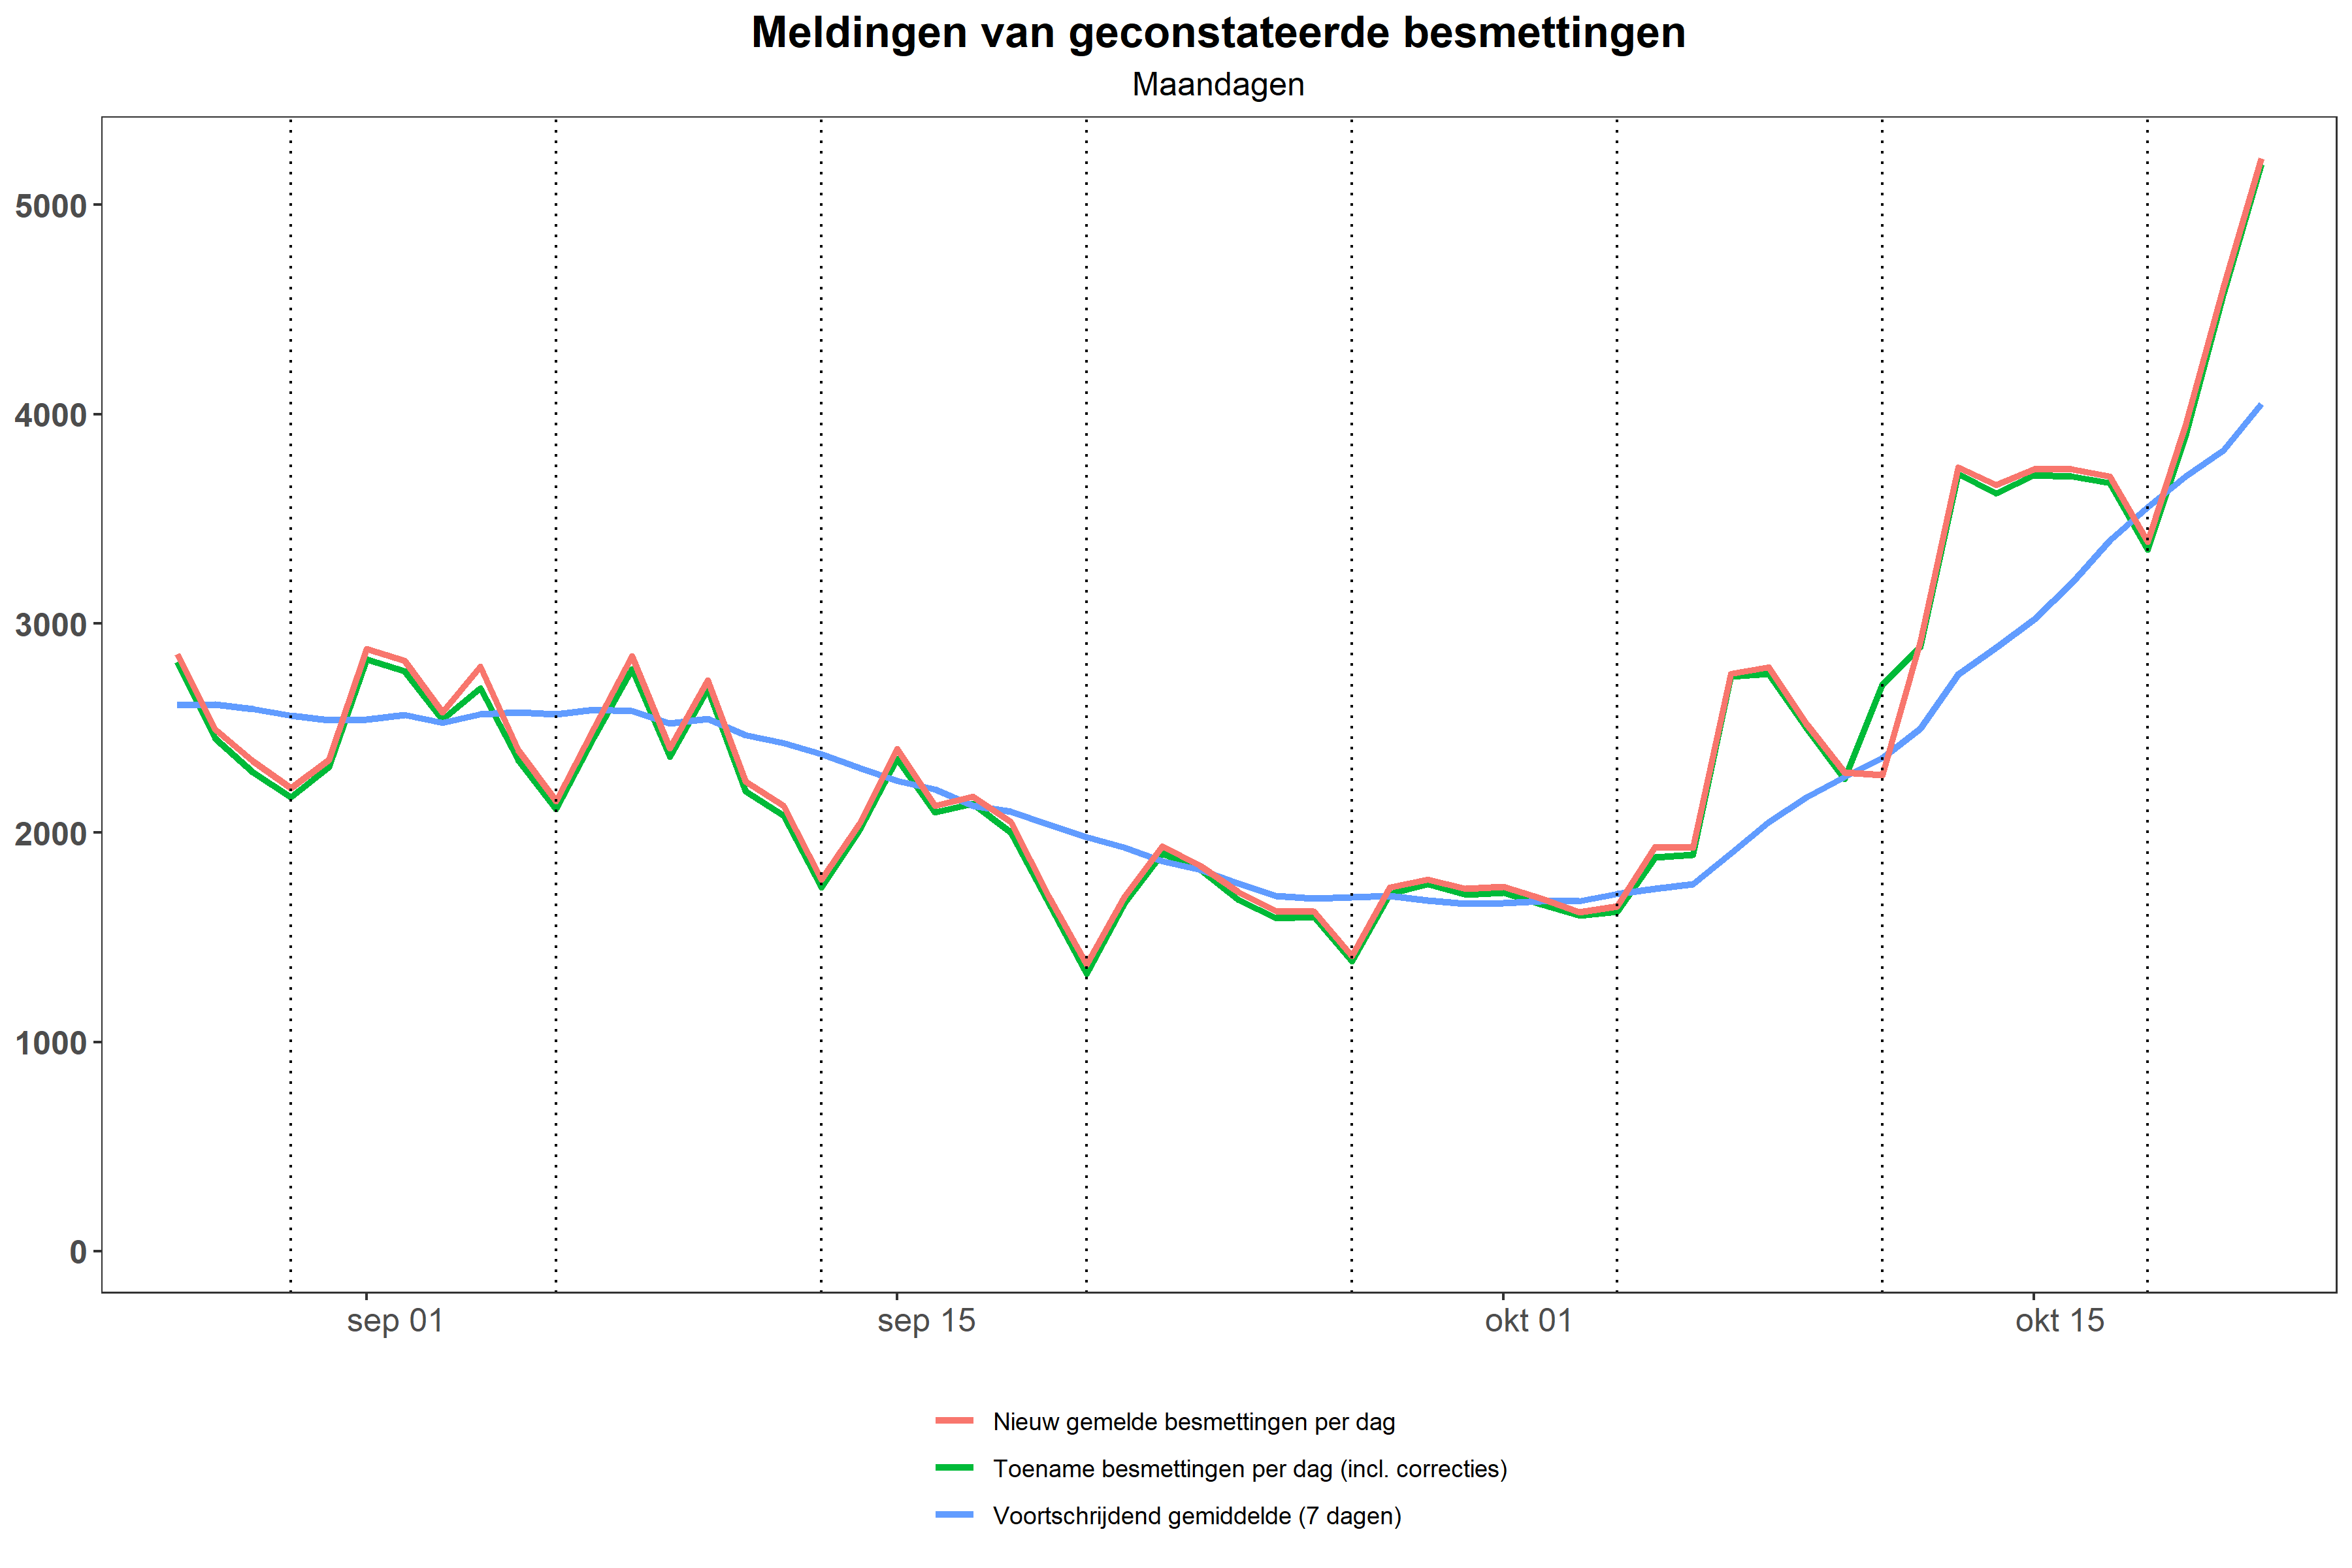 Meldingen van geconstateerde besmettingen
Maandagen
5000
4000
3000
2000
1000
0
sep 01
sep 15
okt 01
okt 15
Nieuw gemelde besmettingen per dag
Toename besmettingen per dag (incl. correcties)
Voortschrijdend gemiddelde (7 dagen)